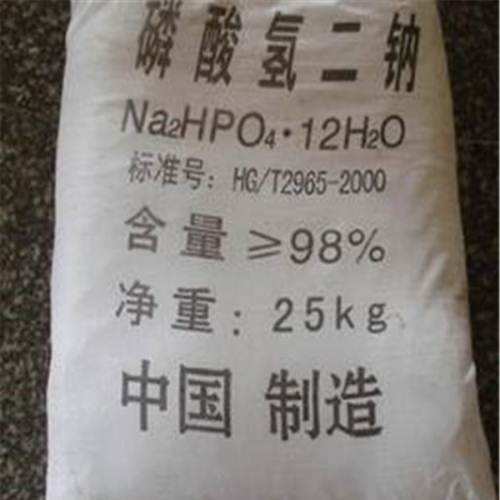 磷酸氢二钠
Na₂HPO₄·12H₂O
标准号: HG/T2965-2000
含量≥98%
净重: 25kg
中国 制造